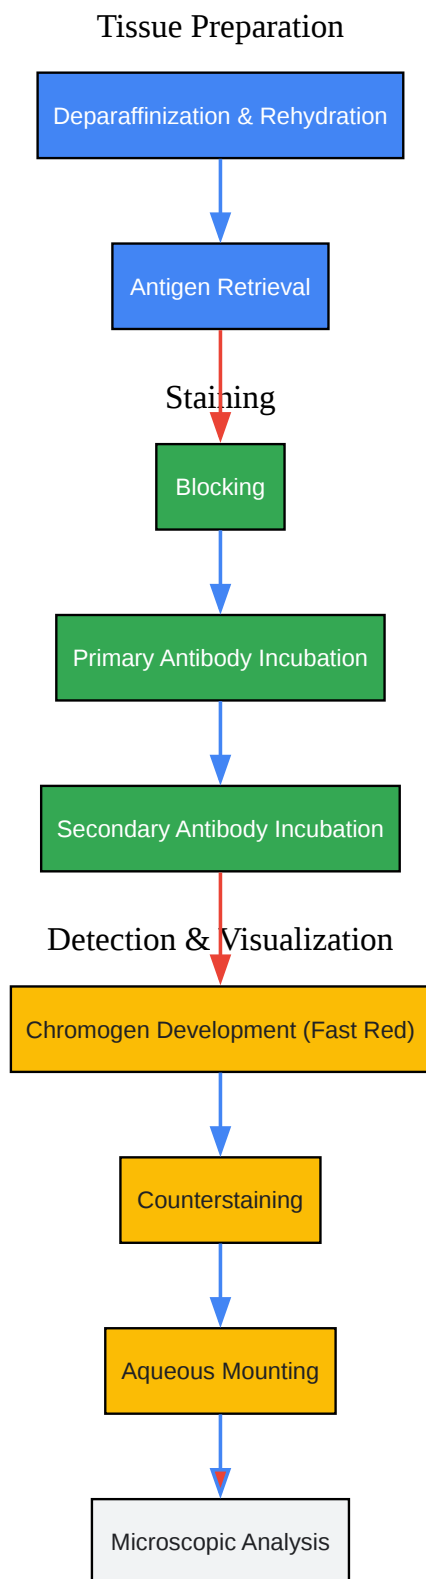 Tissue Preparation
Deparaffinization & Rehydration
Antigen Retrieval
Staining
Blocking
Primary Antibody Incubation
Secondary Antibody Incubation
Detection & Visualization
Chromogen Development (Fast Red)
Counterstaining
Aqueous Mounting
Microscopic Analysis